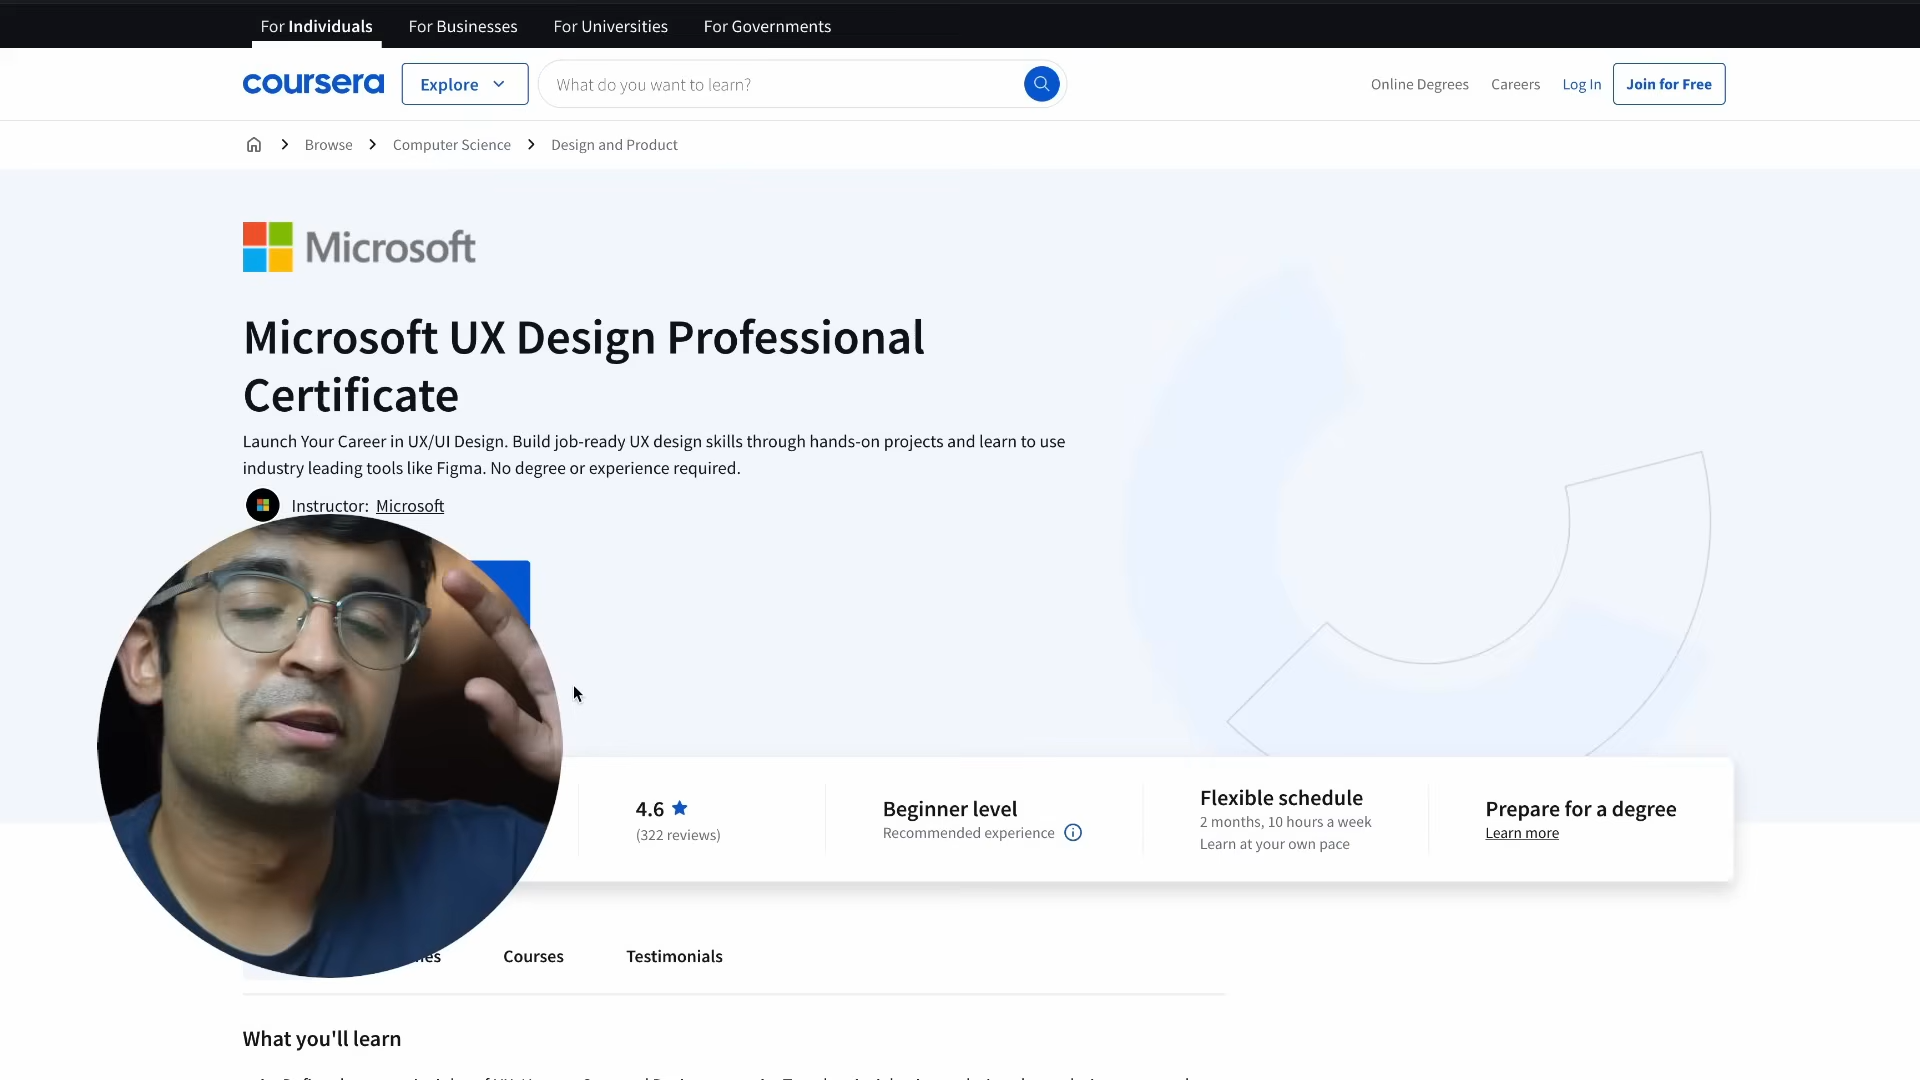 For Individuals For Businesses For Universities For Governments
coursera Explore What do you want to learn? Online Degrees Careers Log In Join for Free
Browse Computer Science Design and Product
Microsoft
Microsoft UX Design Professional
Certificate
Launch Your Career in UX/UI Design. Build job-ready UX design skills through hands-on projects and learn to use
industry leading tools like Figma. No degree or experience required.
Instructor: Microsoft
4.6
(322 reviews)
Beginner level
Recommended experience
Flexible schedule
2 months, 10 hours a week
Learn at your own pace
Prepare for a degree
Learn more
Courses Testimonials
What you'll learn